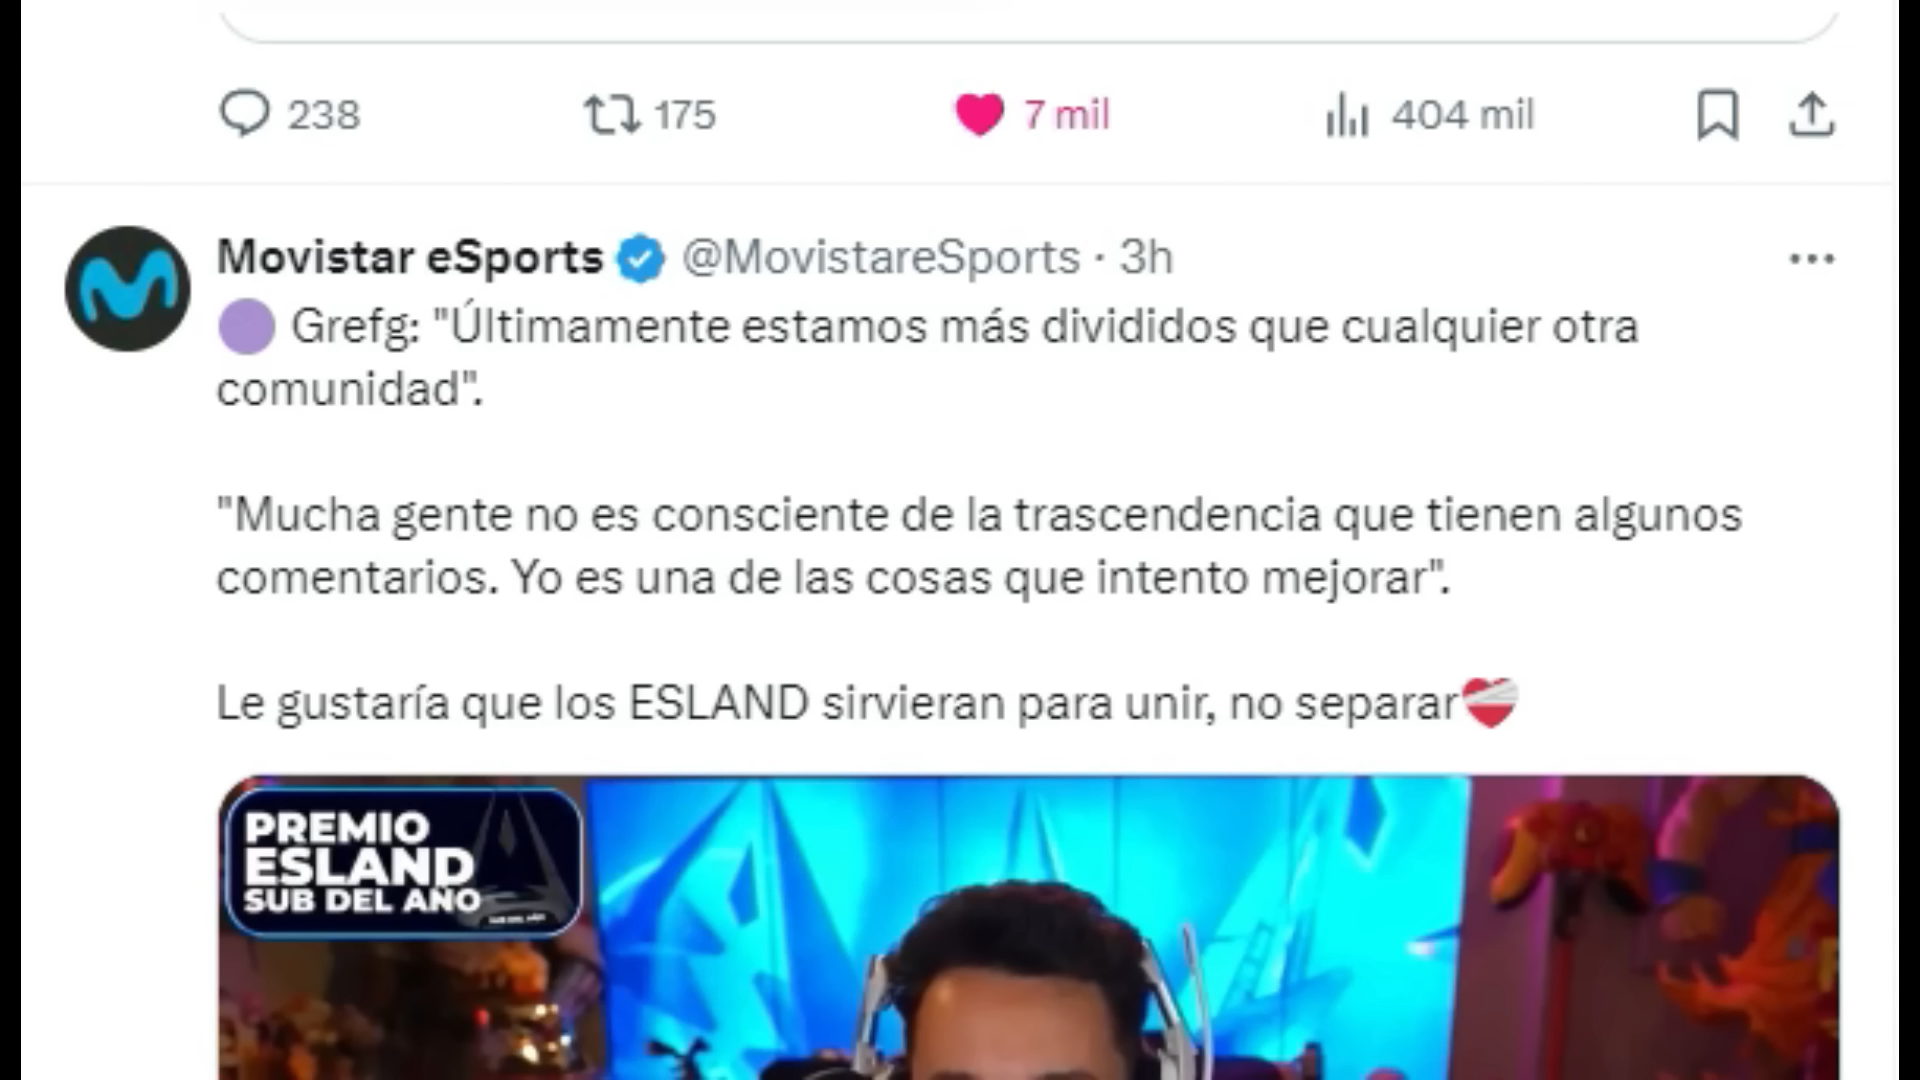 238 175 7 mil 404 mil
Movistar eSports @MovistareSports · 3h
Grefg: "Últimamente estamos más divididos que cualquier otra
comunidad".
"Mucha gente no es consciente de la trascendencia que tienen algunos
comentarios. Yo es una de las cosas que intento mejorar".
Le gustaría que los ESLAND sirvieran para unir, no separar
PREMIO
ESLAND
SUB DEL AÑO